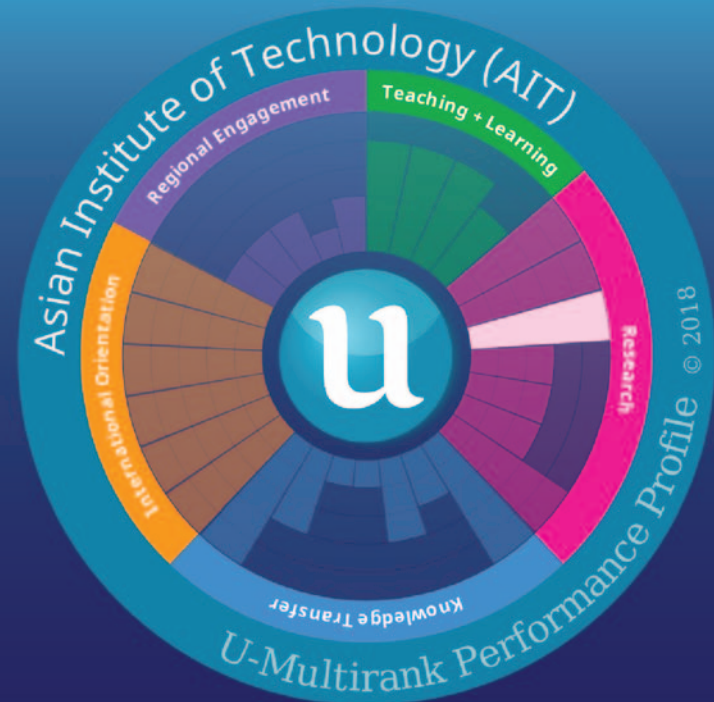 Asian Institute of Technology (AIT)
Regional Engagement
Teaching + Learning
International Orientation
Research
Knowledge Transfer
u
U-Multirank Performance Profile © 2018